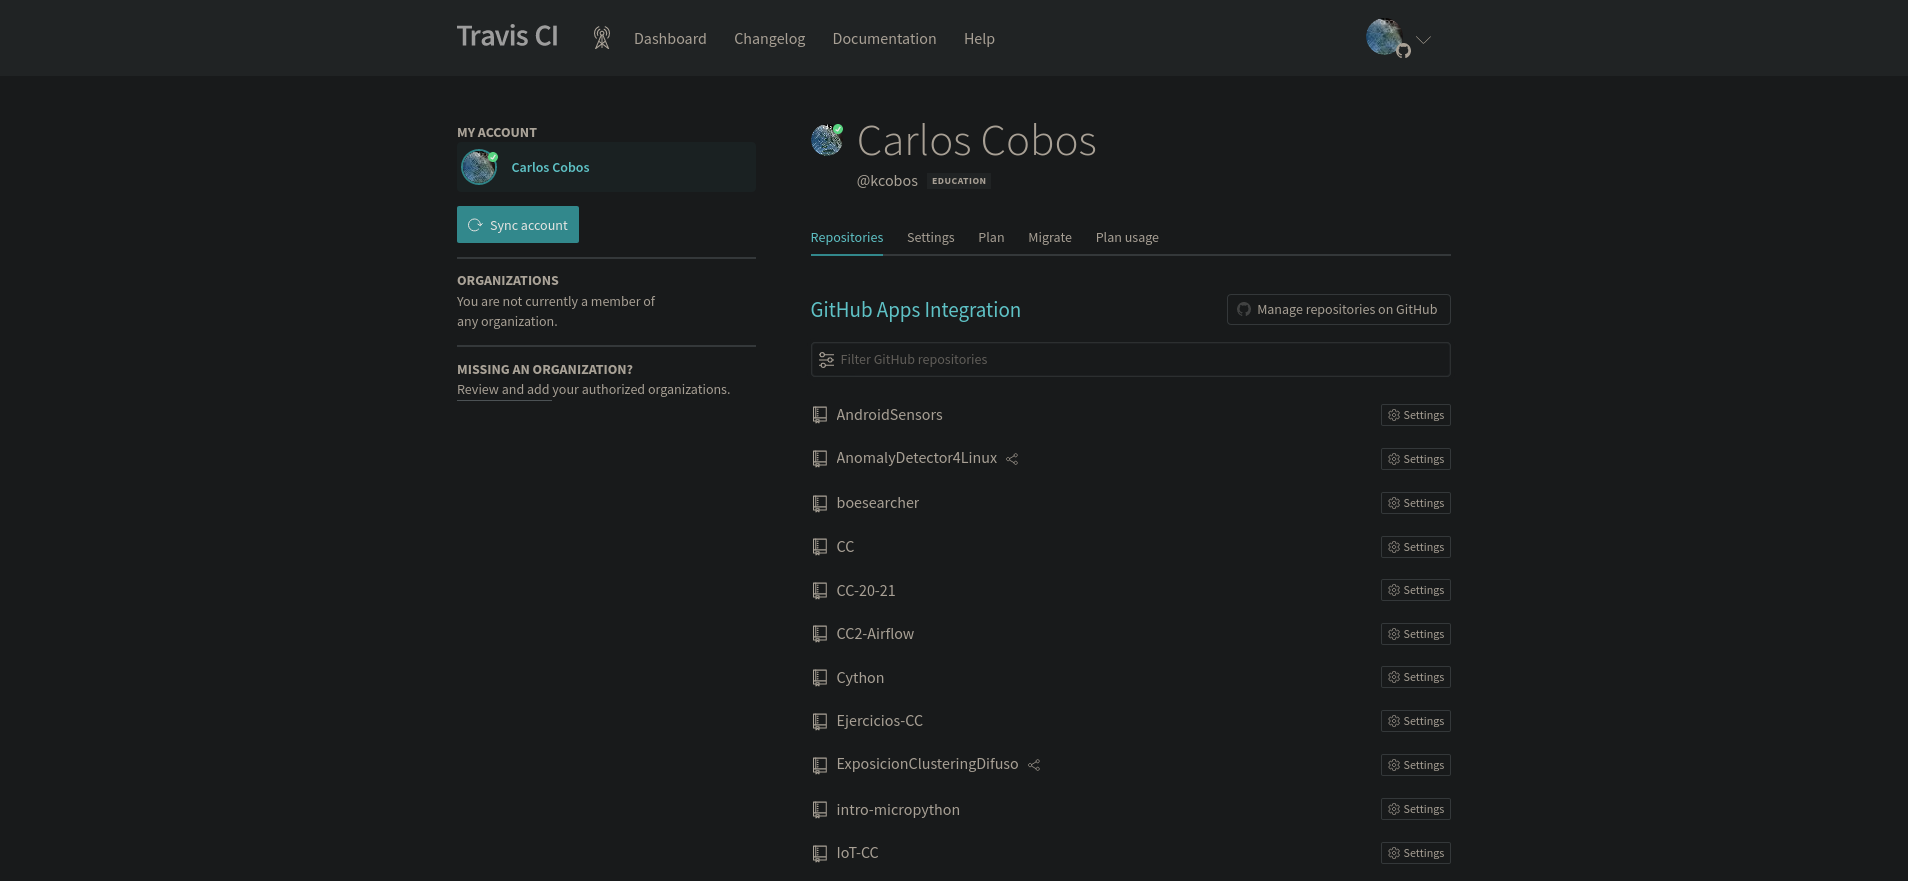 Travis CI Dashboard Changelog Documentation Help
MY ACCOUNT
Carlos Cobos
Sync account
ORGANIZATIONS
You are not currently a member of
any organization.
MISSING AN ORGANIZATION?
Review and add your authorized organizations.
Carlos Cobos
@kcobos EDUCATION
Repositories Settings Plan Migrate Plan usage
GitHub Apps Integration Manage repositories on GitHub
Filter GitHub repositories
AndroidSensors Settings
AnomalyDetector4Linux Settings
boesearcher Settings
CC Settings
CC-20-21 Settings
CC2-Airflow Settings
Cython Settings
Ejercicios-CC Settings
ExposicionClusteringDifuso Settings
intro-micropython Settings
IoT-CC Settings